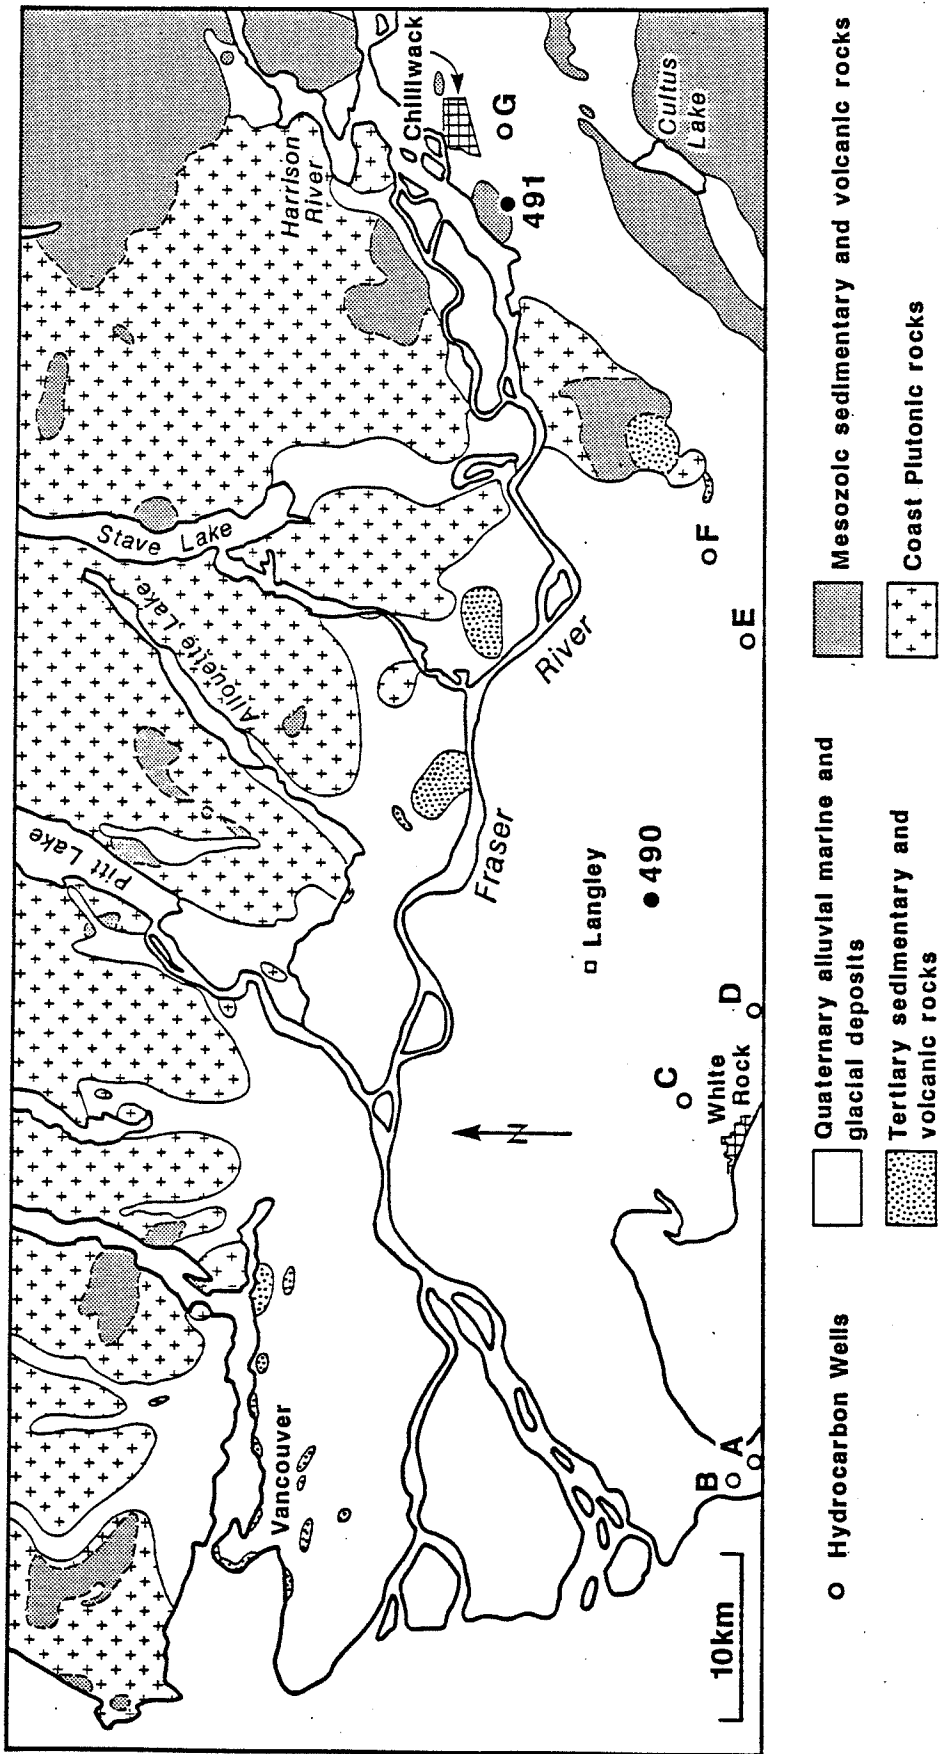 Stave Lake
Pitt Lake
Allouette Lake
Harrison
River
Chilliwack
G
491
Cultus
Lake
Fraser
River
F
E
Langley
490
D
C
White
Rock
N
Vancouver
B
A
10km
O Hydrocarbon Wells
Quaternary alluvial marine and
glacial deposits
Tertiary sedimentary and
volcanic rocks
Mesozoic sedimentary and volcanic rocks
Coast Plutonic rocks